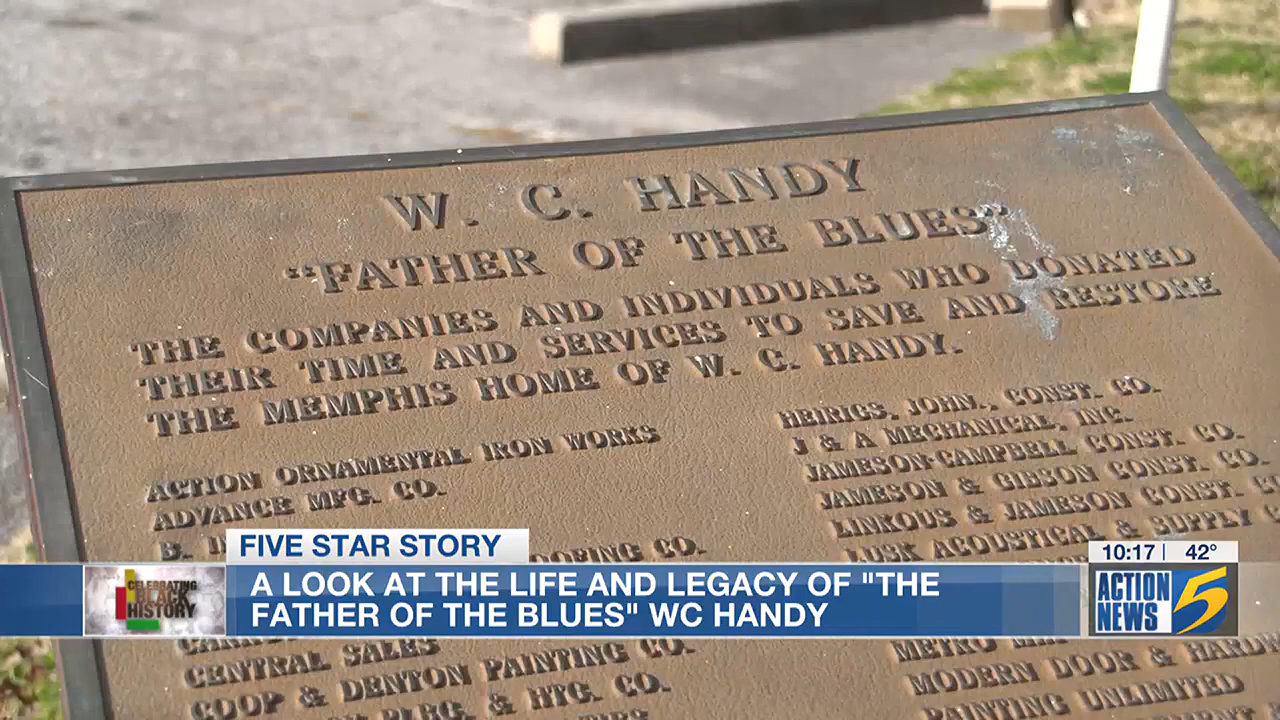 W. C. HANDY
"FATHER OF THE BLUES"
THE COMPANIES AND INDIVIDUALS WHO DONATED
THEIR TIME AND SERVICES TO SAVE AND RESTORE
THE MEMPHIS HOME OF W. C. HANDY.
ACTION ORNAMENTAL IRON WORKS
ADVANCE MFG. CO.
B.
CO.
CENTRAL SALES
COOP & DENTON PAINTING CO.
& HTG. CO.
HEIRIGS, JOHN., CONST. CO.
J & A MECHANICAL, INC.
JAMESON-CAMPBELL CONST. CO.
JAMESON & GIBSON CONST. CO.
LINKOUS & JAMESON CONST.
LUSK ACOUSTICAL & SUPPLY
METRO
MODERN DOOR &
PAINTING UNLIMITED
FIVE STAR STORY
CELEBRATING
BLACK
HISTORY
A LOOK AT THE LIFE AND LEGACY OF "THE
FATHER OF THE BLUES" WC HANDY
10:17 42°
ACTION
NEWS 5